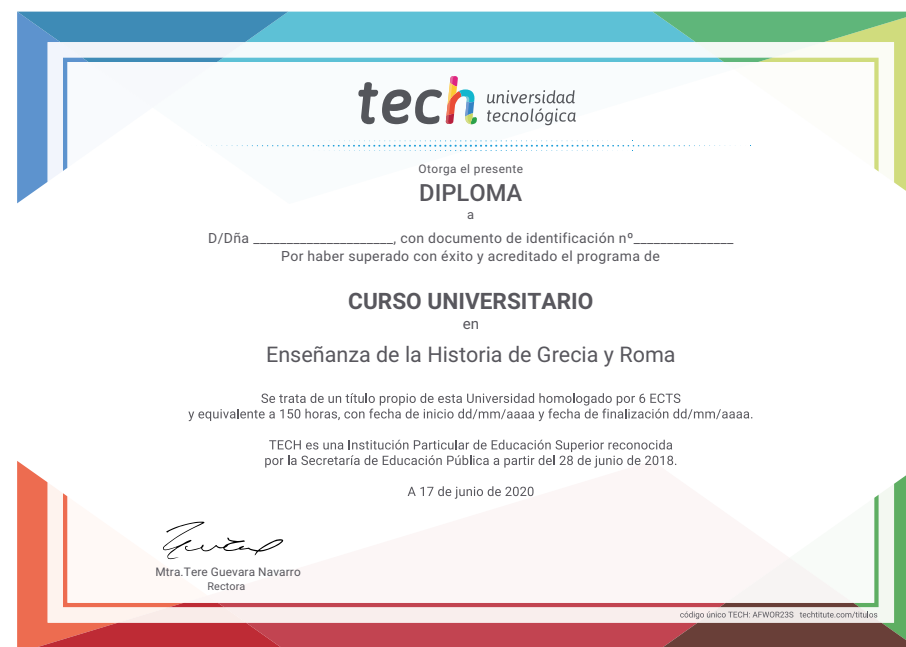 tech universidad
tecnológica
Otorga el presente
DIPLOMA
a
D/Dña ______________________, con documento de identificación nº________________
Por haber superado con éxito y acreditado el programa de
CURSO UNIVERSITARIO
en
Enseñanza de la Historia de Grecia y Roma
Se trata de un título propio de esta Universidad homologado por 6 ECTS
y equivalente a 150 horas, con fecha de inicio dd/mm/aaaa y fecha de finalización dd/mm/aaaa.
TECH es una Institución Particular de Educación Superior reconocida
por la Secretaría de Educación Pública a partir del 28 de junio de 2018.
A 17 de junio de 2020
Mtra.Tere Guevara Navarro
Rectora
código único TECH: AFWOR23S techtitute.com/titulos